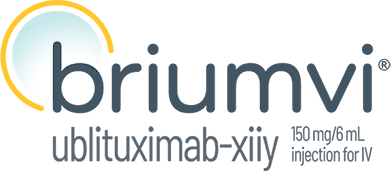 briumvi®
ublituximab-xiiy
150 mg/6 mL
injection for IV